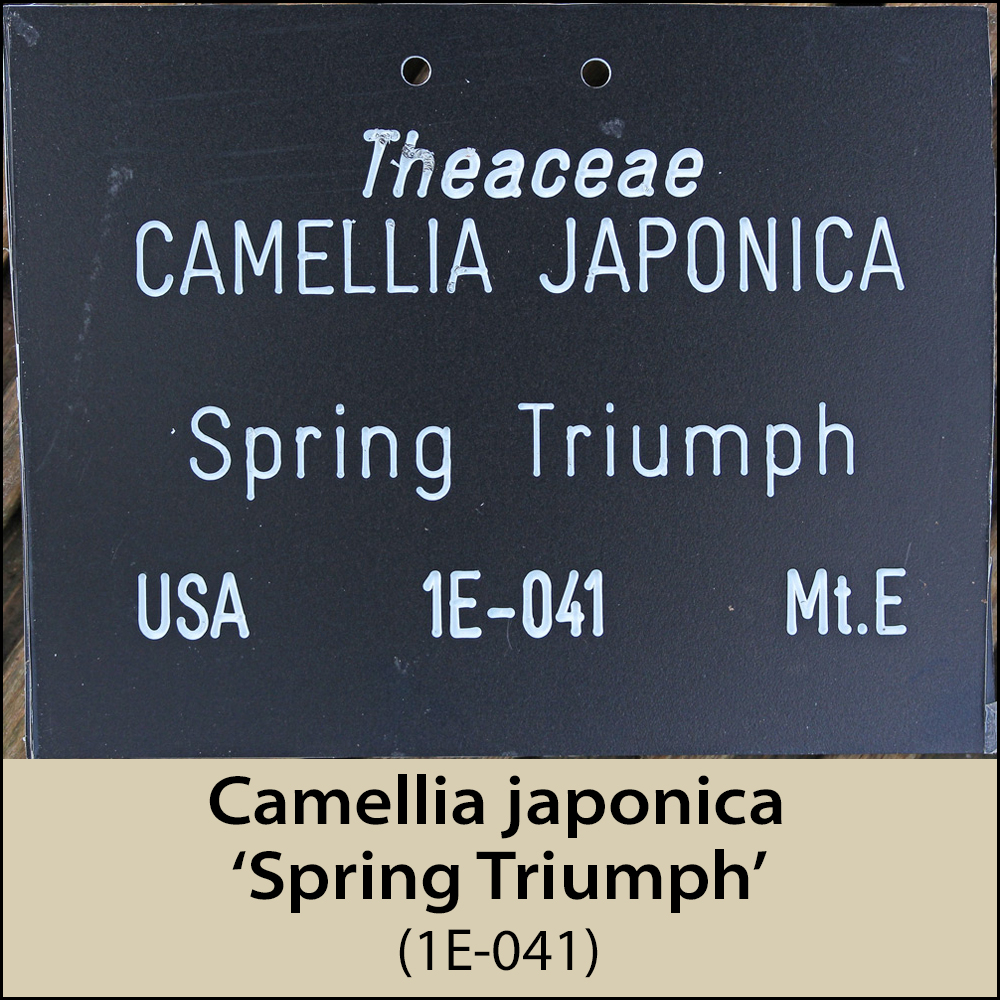 Theaceae
CAMELLIA JAPONICA
Spring Triumph
USA 1E-041 Mt.E
Camellia japonica
‘Spring Triumph’
(1E-041)